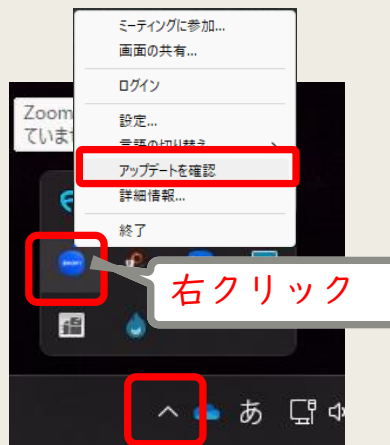 ミーティングに参加...
画面の共有...
ログイン
Zoom
ていま
設定...
言語の切り替え
アップデートを確認
詳細情報...
終了
zoom
右クリック
あ